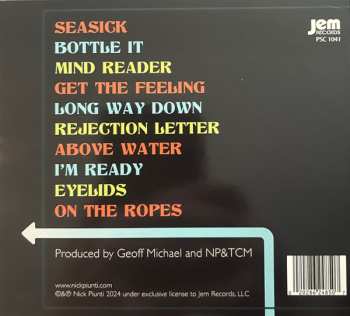 SEASICK
jem
RECORDS
PSC 1041
BOTTLE IT
MIND READER
GET THE FEELING
LONG WAY DOWN
REJECTION LETTER
ABOVE WATER
I'M READY
EYELIDS
ON THE ROPES
Produced by Geoff Michael and NP&TCM
www.nickpiunti.com
©&℗ Nick Piunti 2024 under exclusive license to Jem Records, LLC